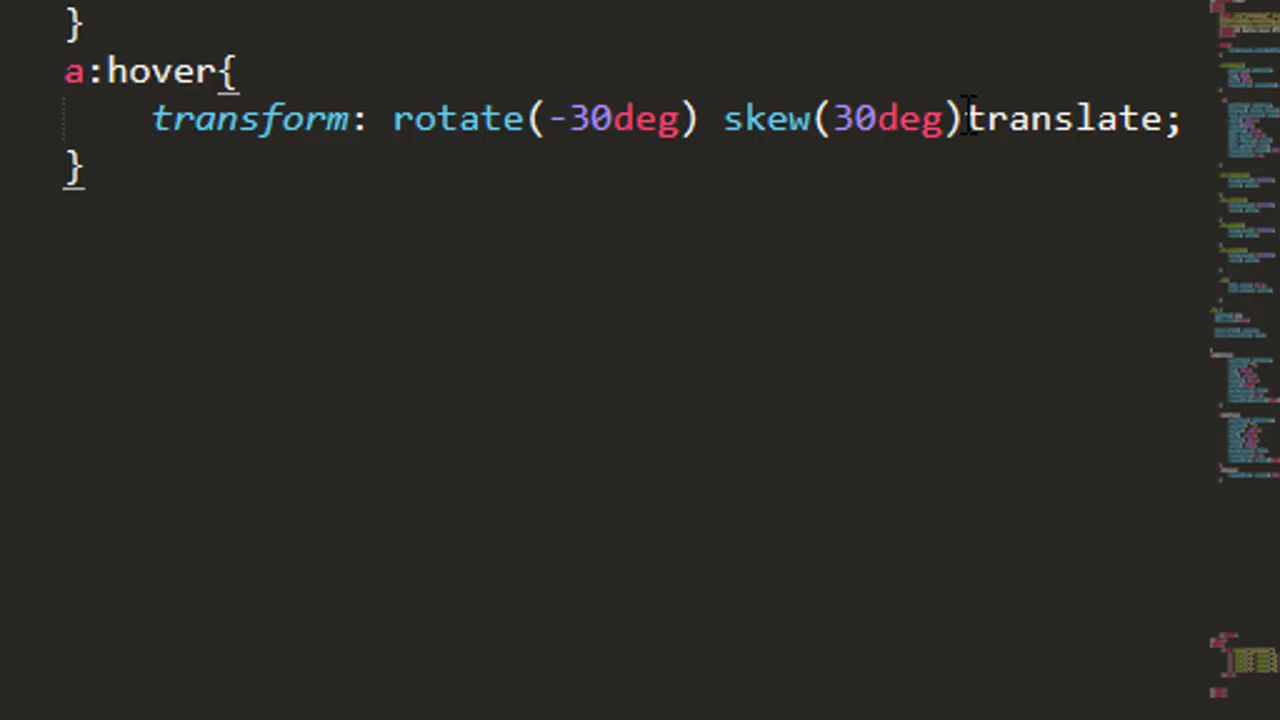 }
a:hover{
transform: rotate(-30deg) skew(30deg)translate;
}